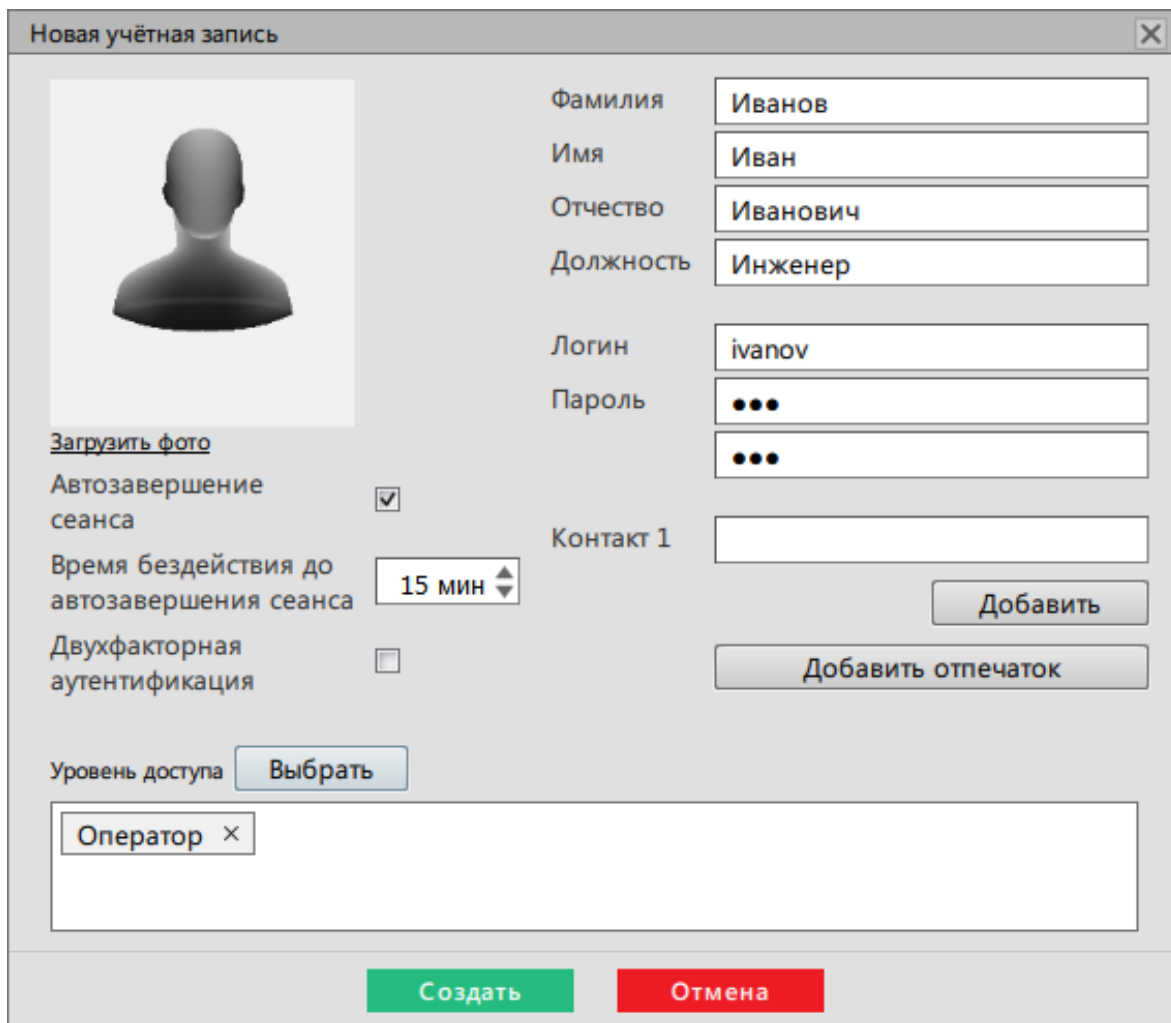 Новая учётная запись
Фамилия Иванов
Имя Иван
Отчество Иванович
Должность Инженер
Логин ivanov
Пароль ●●●
●●●
Загрузить фото
Автозавершение
сеанса
Время бездействия до
автозавершения сеанса
15 мин
Двухфакторная
аутентификация
Контакт 1
Добавить
Добавить отпечаток
Уровень доступа Выбрать
Оператор ×
Создать Отмена